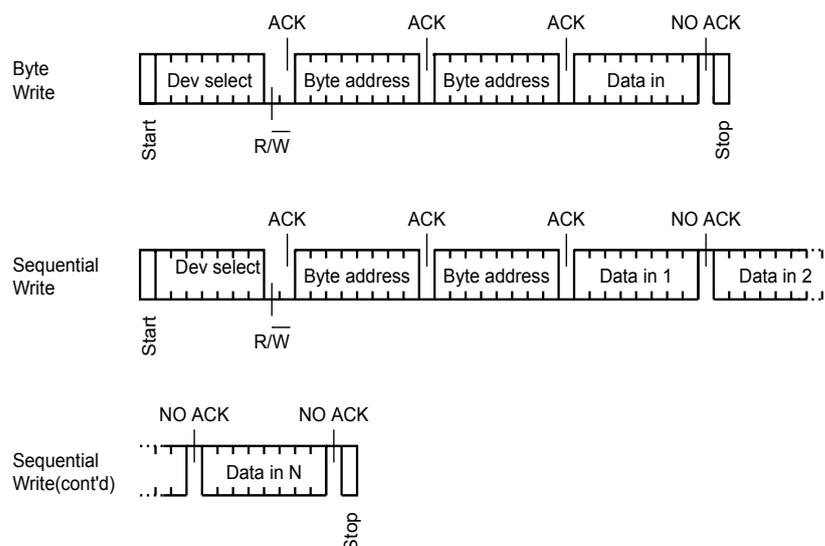 ACK ACK ACK NO ACK
Byte
Write
Dev select Byte address Byte address Data in
Start
R/W̅
Stop
ACK ACK ACK NO ACK
Sequential
Write
Dev select Byte address Byte address Data in 1 Data in 2
Start
R/W̅
NO ACK NO ACK
Sequential
Write(cont'd)
Data in N
Stop